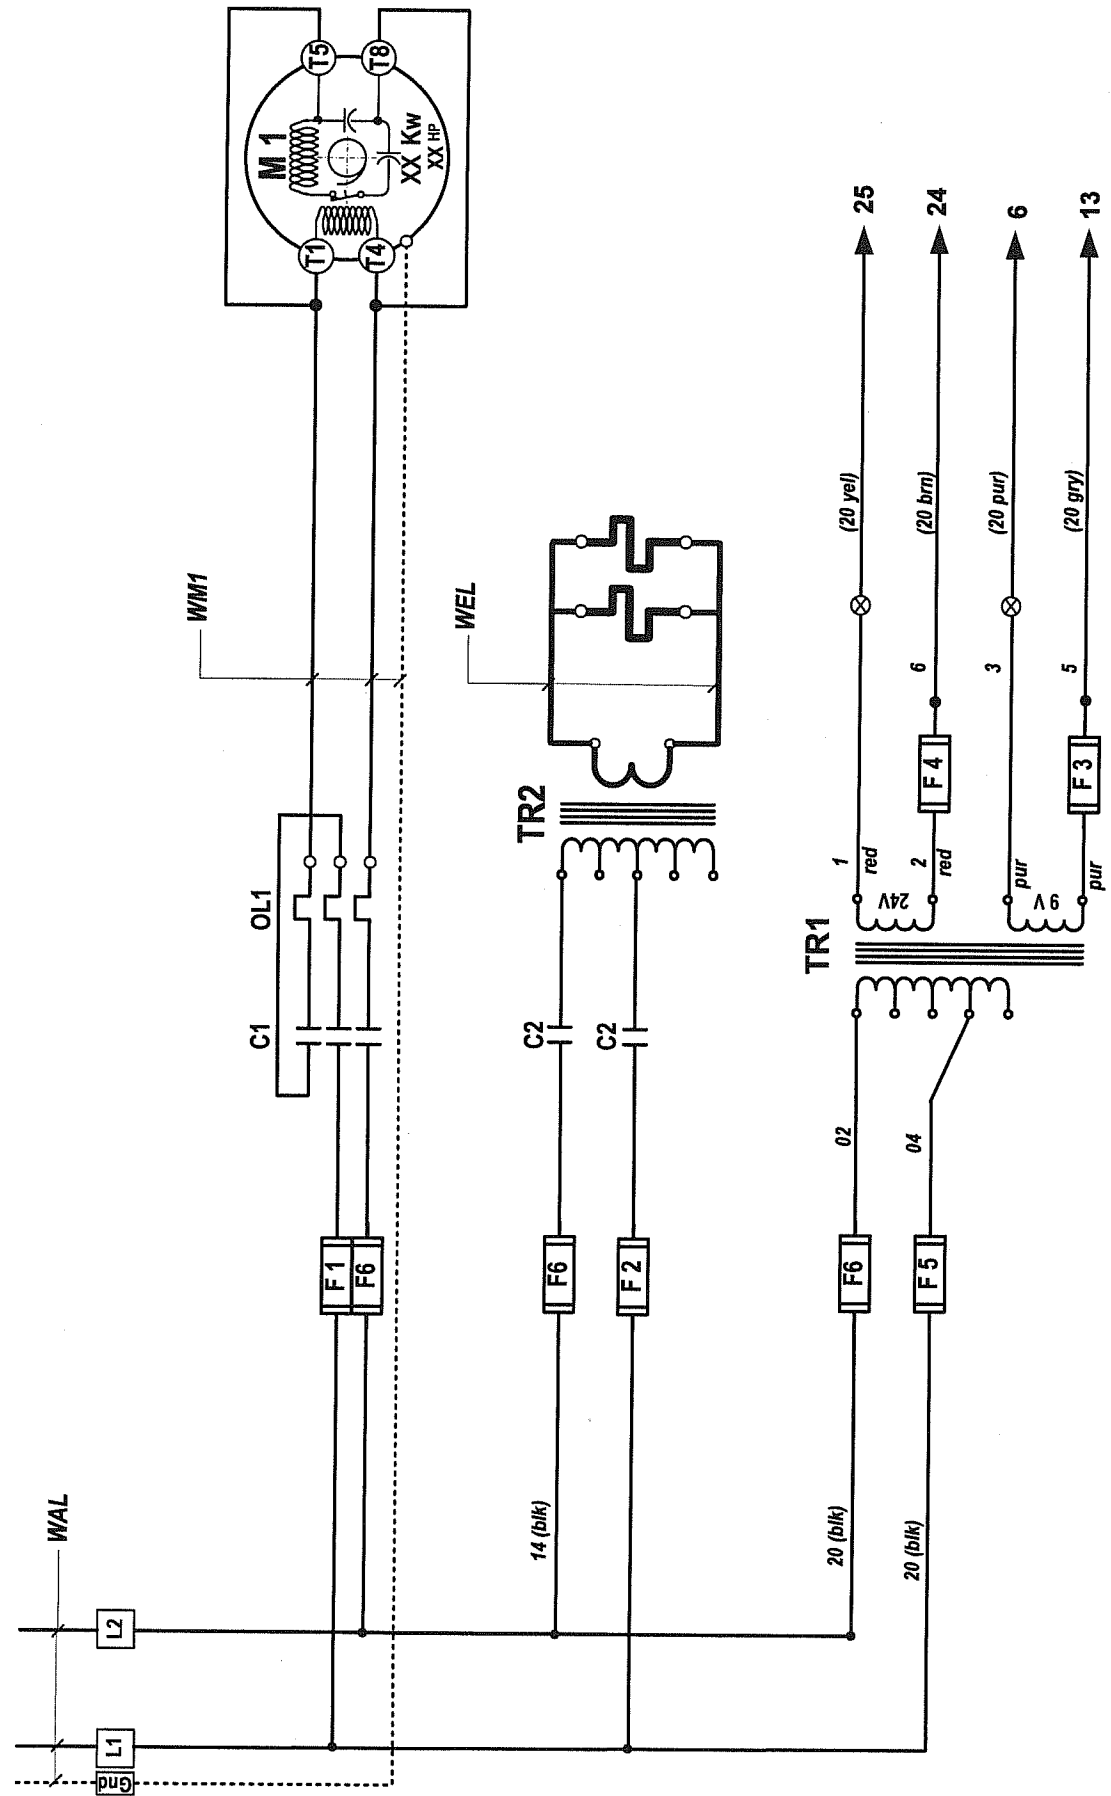 WAL
L2
L1
Gnd
F 1
F6
C1
OL1
WM1
T1
T4
T5
T8
M 1
XX Kw
XX HP
14 (blk)
F6
F 2
C2
C2
TR2
WEL
20 (blk)
20 (blk)
F6
F 5
02
04
TR1
24V
9 V
1
red
2
red
pur
pur
F 4
F 3
6
3
5
(20 yel)
(20 brn)
(20 pur)
(20 gry)
25
24
6
13